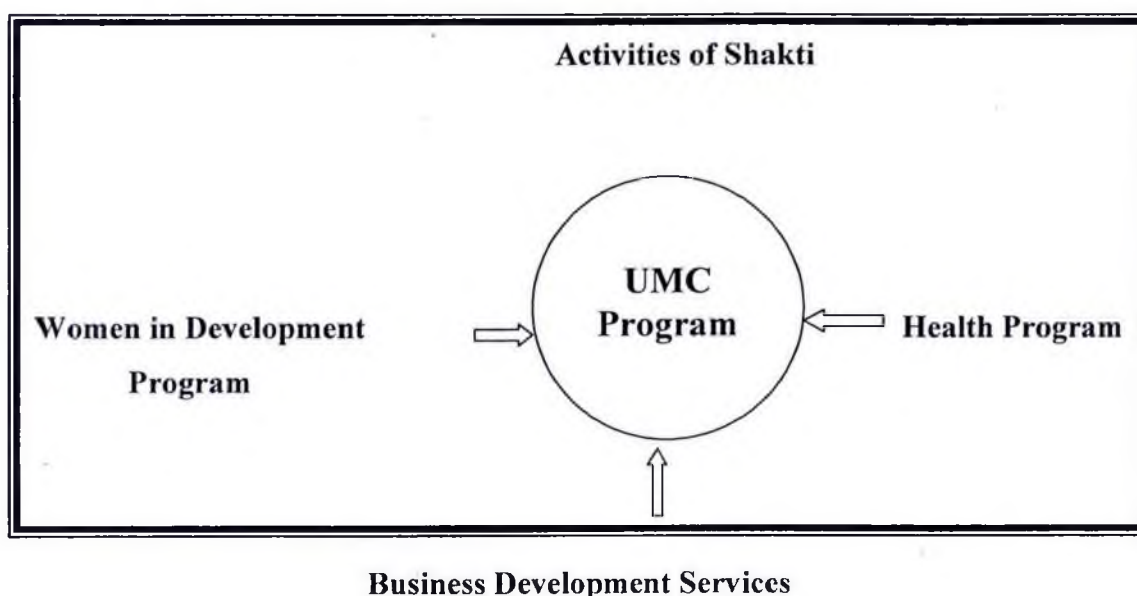 Activities of Shakti
UMC
Program
Women in Development
Program
Health Program
Business Development Services